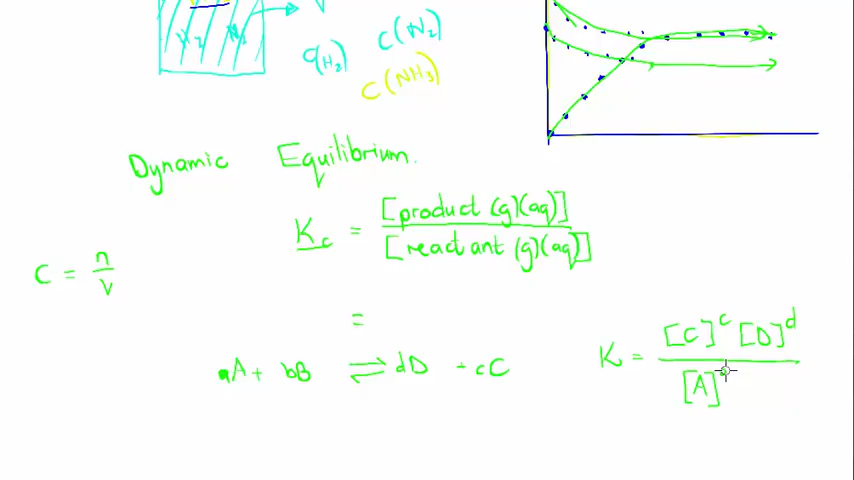 H₂ N₂ V
C(H₂) C(N₂)
C(NH₃)
Dynamic Equilibrium.
Kc = [product (g)(aq)] / [reactant (g)(aq)]
C = n/V
=
aA + bB ⇌ dD + cC
K = [C]^c [D]^d / [A]